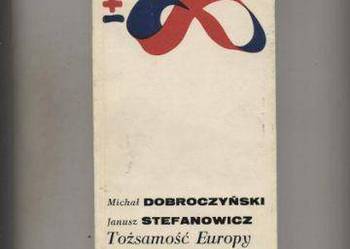 Michał DOBROCZYŃSKI
Janusz STEFANOWICZ
Tożsamość Europy